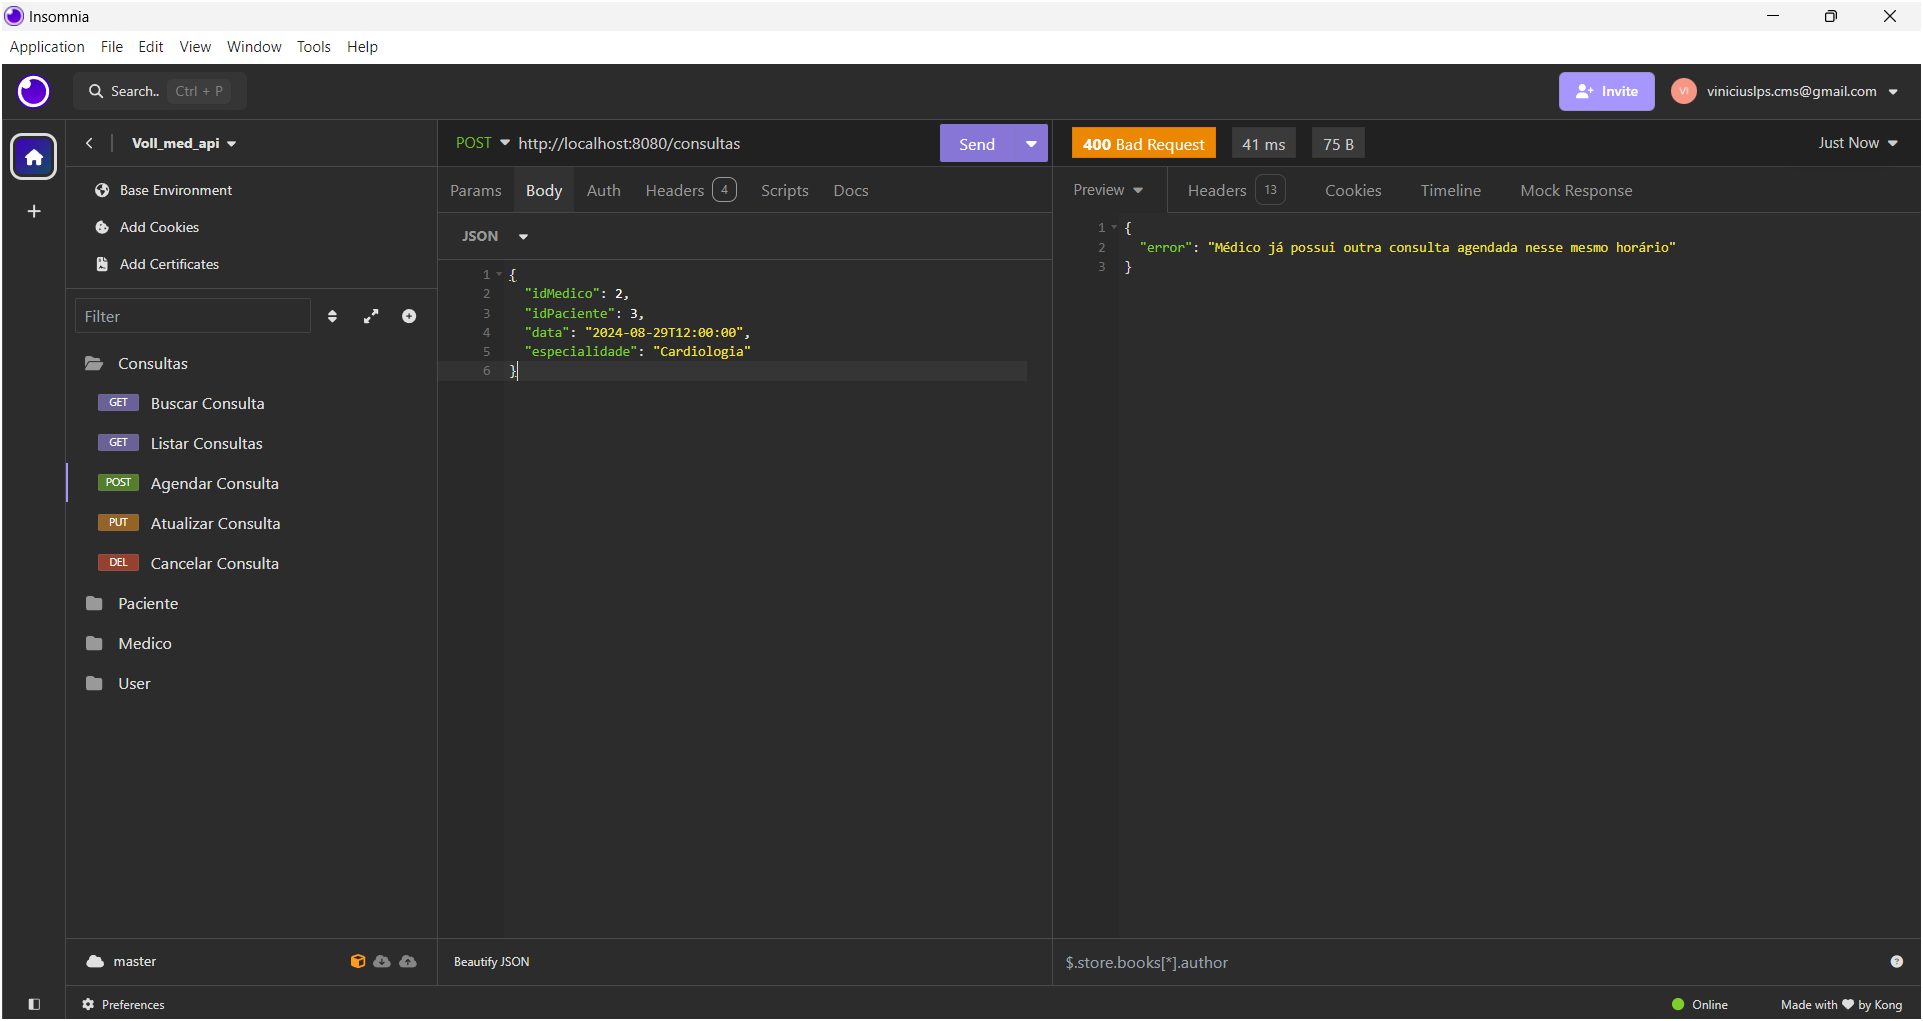 Insomnia
Application File Edit View Window Tools Help
Search.. Ctrl + P
Invite
VI viniciuslps.cms@gmail.com
Voll_med_api
POST http://localhost:8080/consultas Send
400 Bad Request 41 ms 75 B Just Now
Base Environment
Add Cookies
Add Certificates
Params Body Auth Headers 4 Scripts Docs
Preview Headers 13 Cookies Timeline Mock Response
JSON
1 {
2 "idMedico": 2,
3 "idPaciente": 3,
4 "data": "2024-08-29T12:00:00",
5 "especialidade": "Cardiologia"
6 }
1 {
2 "error": "Médico já possui outra consulta agendada nesse mesmo horário"
3 }
Filter
Consultas
GET Buscar Consulta
GET Listar Consultas
POST Agendar Consulta
PUT Atualizar Consulta
DEL Cancelar Consulta
Paciente
Medico
User
master
Beautify JSON
$.store.books[*].author
?
Preferences
Online
Made with ♥ by Kong